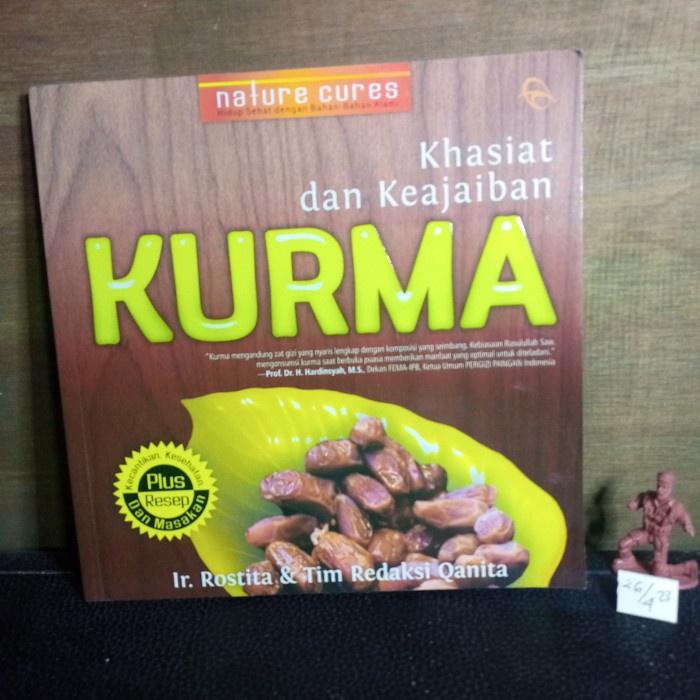 nature cures
Hidup Sehat dengan Bahan-Bahan Alami
Khasiat
dan Keajaiban
KURMA
"Kurma mengandung zat gizi yang nyaris lengkap dengan komposisi yang seimbang. Kebiasaan Rasulullah Saw.
mengonsumsi kurma saat berbuka puasa memberikan manfaat yang optimal untuk diteladani."
—Prof. Dr. H. Hardinsyah, M.S., Dekan FEMA-IPB, Ketua Umum PERGIZI PANGAN Indonesia
Kecantikan, Kesehatan
Plus
Resep
Dan Masakan
Ir. Rostita & Tim Redaksi Qanita
26/4 23